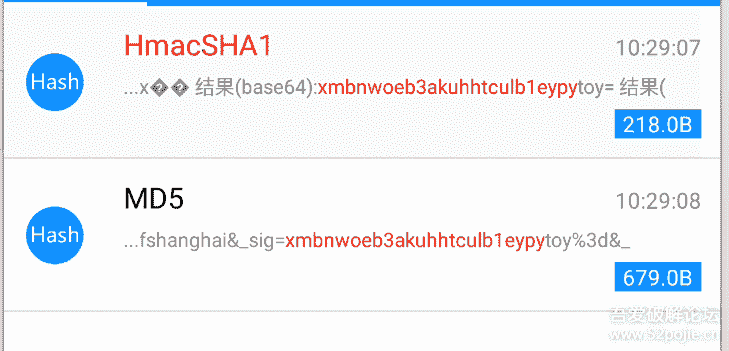 HmacSHA1
10:29:07
Hash
...x�� 结果(base64):xmbnwoeb3akuhhtculb1eypytoy= 结果(
218.0B
MD5
10:29:08
Hash
...fshanghai&_sig=xmbnwoeb3akuhhtculb1eypytoy%3d&_
679.0B
吾爱破解论坛
www.52pojie.cn